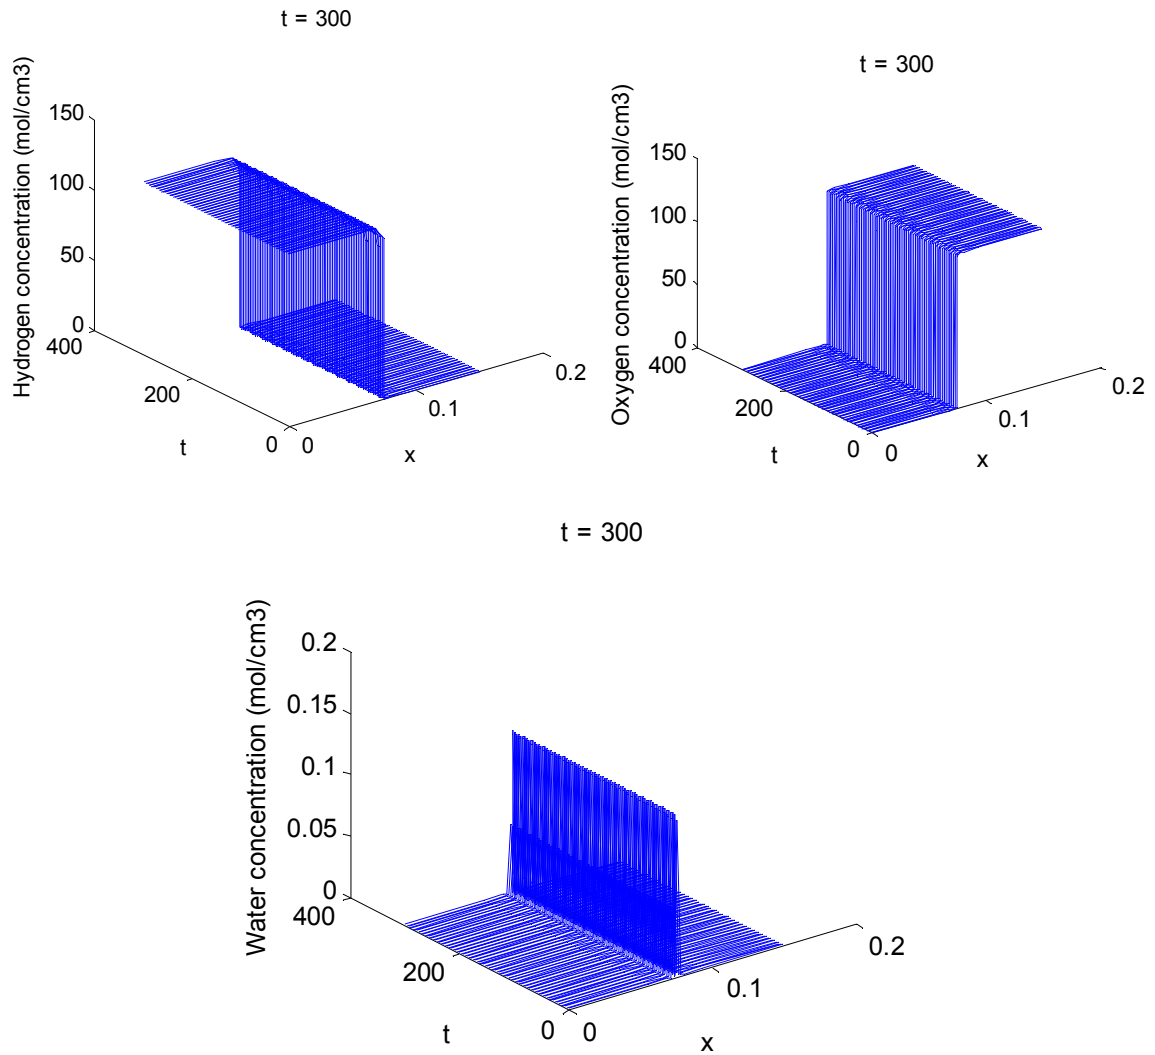 t = 300
Hydrogen concentration (mol/cm3)
150
100
50
0
400
200
0
t
0
0.1
0.2
x
t = 300
Oxygen concentration (mol/cm3)
150
100
50
0
400
200
0
t
0
0.1
0.2
x
t = 300
Water concentration (mol/cm3)
0.2
0.15
0.1
0.05
0
400
200
0
t
0
0.1
0.2
x